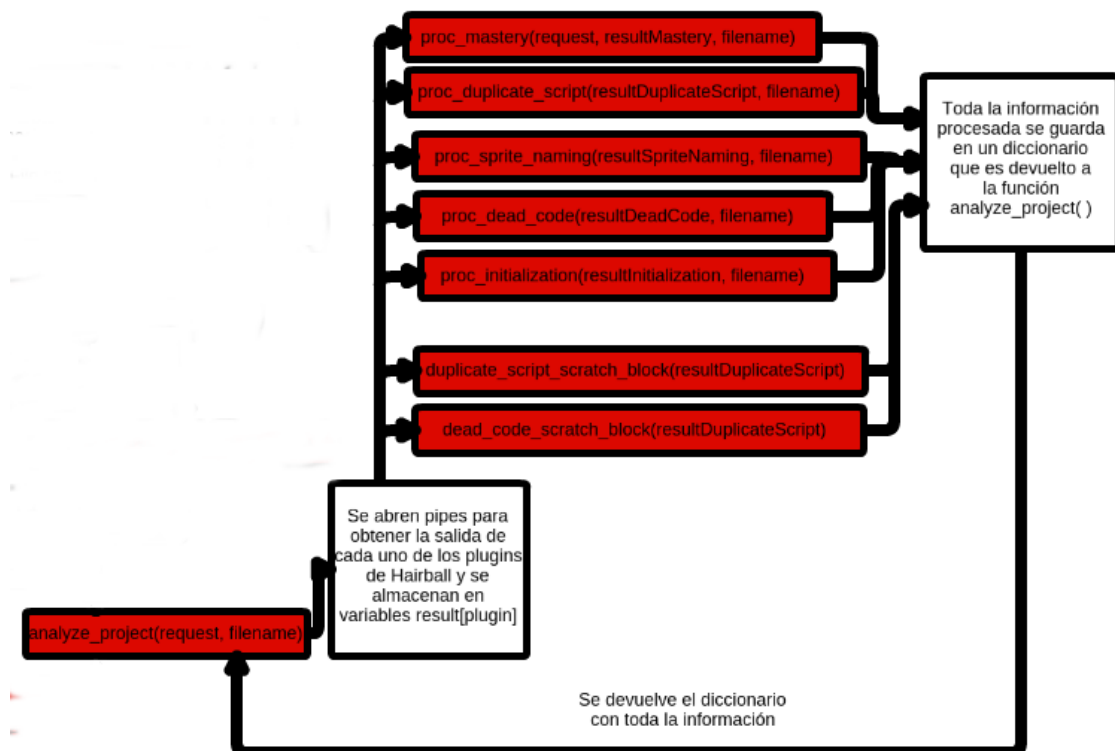 proc_mastery(request, resultMastery, filename)
proc_duplicate_script(resultDuplicateScript, filename)
proc_sprite_naming(resultSpriteNaming, filename)
proc_dead_code(resultDeadCode, filename)
proc_initialization(resultInitialization, filename)
duplicate_script_scratch_block(resultDuplicateScript)
dead_code_scratch_block(resultDuplicateScript)
Toda la información
procesada se guarda
en un diccionario
que es devuelto a
la función
analyze_project( )
Se abren pipes para
obtener la salida de
cada uno de los plugins
de Hairball y se
almacenan en
variables result[plugin]
analyze_project(request, filename)
Se devuelve el diccionario
con toda la información